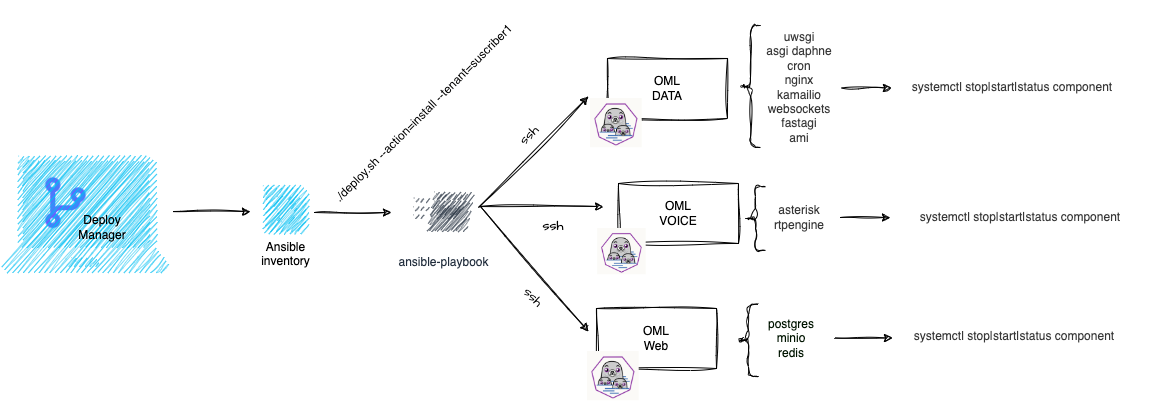 Deploy
Manager
Ansible
inventory
./deploy.sh --action=install --tenant=suscriber1
ansible-playbook
ssh
ssh
ssh
OML
DATA
uwsgi
asgi daphne
cron
nginx
kamailio
websockets
fastagi
ami
systemctl stop|start|status component
OML
VOICE
asterisk
rtpengine
systemctl stop|start|status component
OML
Web
postgres
minio
redis
systemctl stop|start|status component